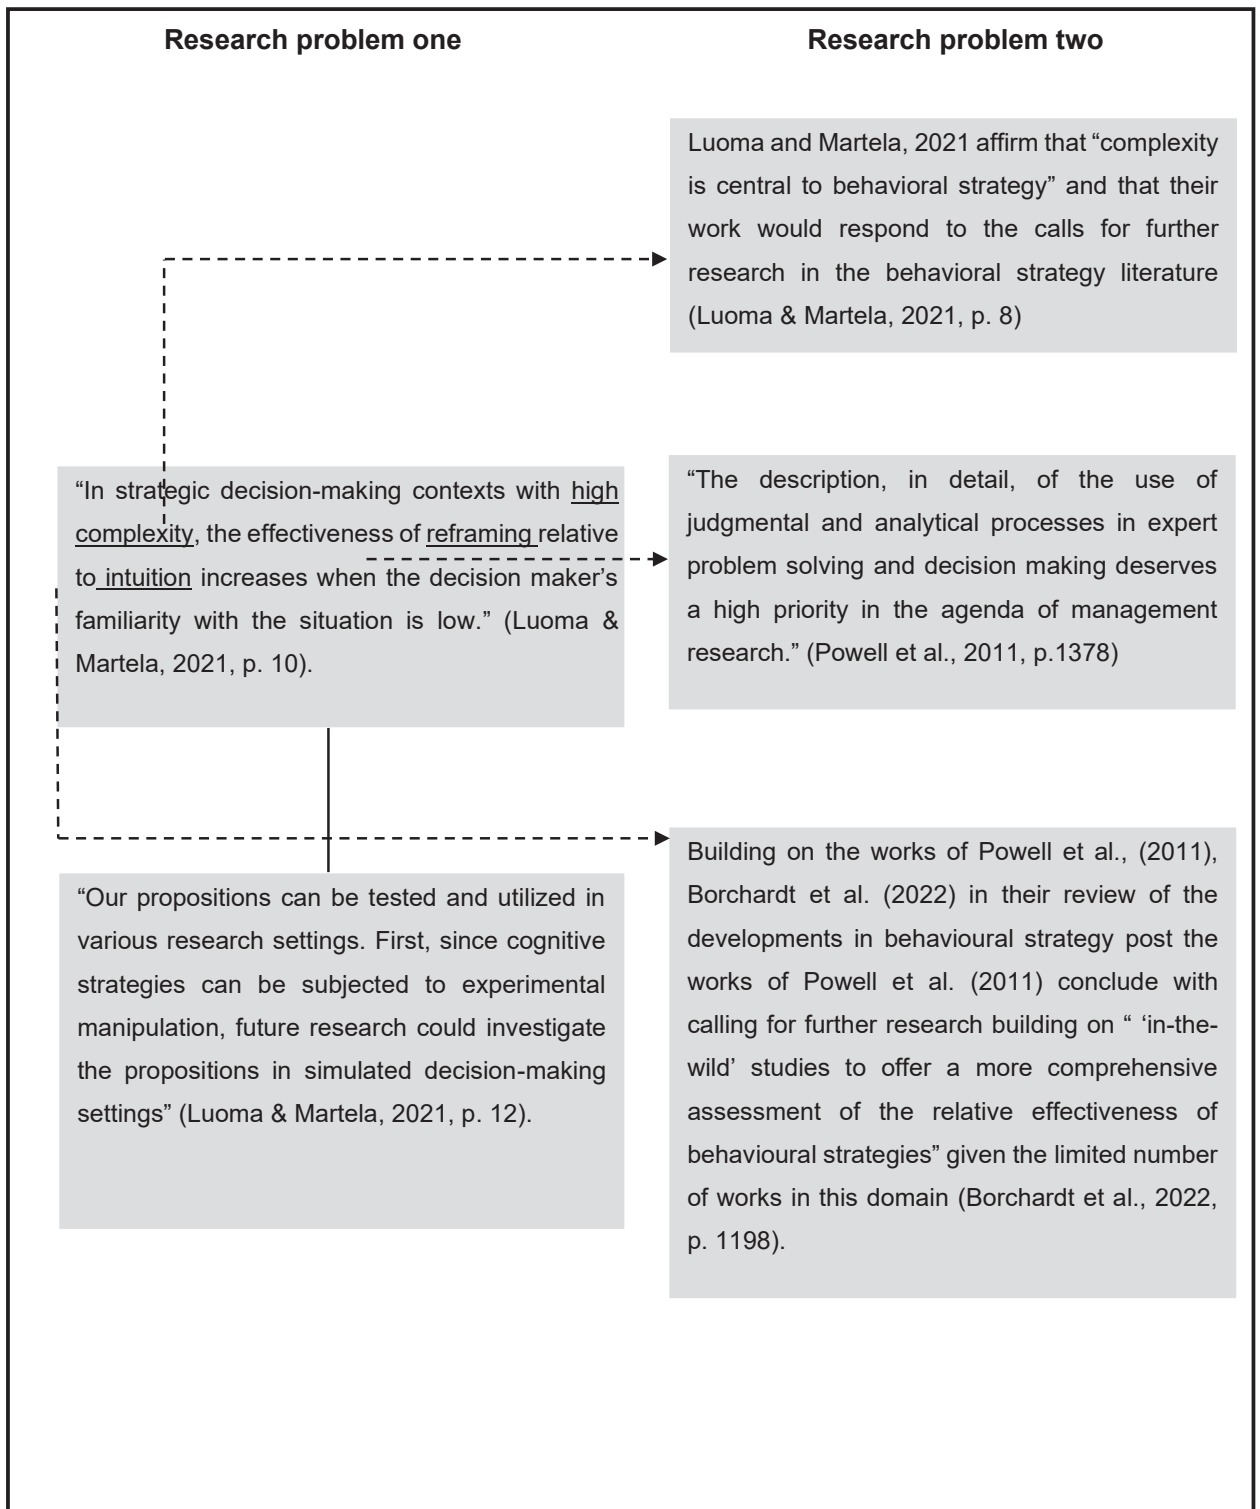 Research problem one
Research problem two
Luoma and Martela, 2021 affirm that “complexity
is central to behavioral strategy” and that their
work would respond to the calls for further
research in the behavioral strategy literature
(Luoma & Martela, 2021, p. 8)
“In strategic decision-making contexts with high
complexity, the effectiveness of reframing relative
to intuition increases when the decision maker’s
familiarity with the situation is low.” (Luoma &
Martela, 2021, p. 10).
“The description, in detail, of the use of
judgmental and analytical processes in expert
problem solving and decision making deserves
a high priority in the agenda of management
research.” (Powell et al., 2011, p.1378)
“Our propositions can be tested and utilized in
various research settings. First, since cognitive
strategies can be subjected to experimental
manipulation, future research could investigate
the propositions in simulated decision-making
settings” (Luoma & Martela, 2021, p. 12).
Building on the works of Powell et al., (2011),
Borchardt et al. (2022) in their review of the
developments in behavioural strategy post the
works of Powell et al. (2011) conclude with
calling for further research building on “ ‘in-the-
wild’ studies to offer a more comprehensive
assessment of the relative effectiveness of
behavioural strategies” given the limited number
of works in this domain (Borchardt et al., 2022,
p. 1198).